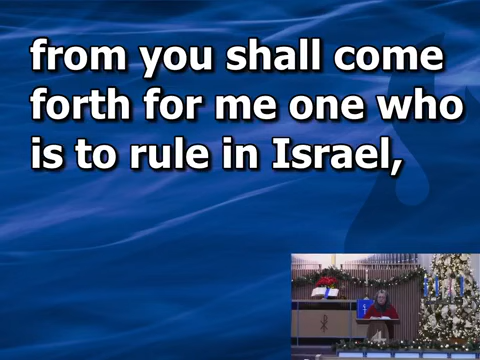 from you shall come
forth for me one who
is to rule in Israel,